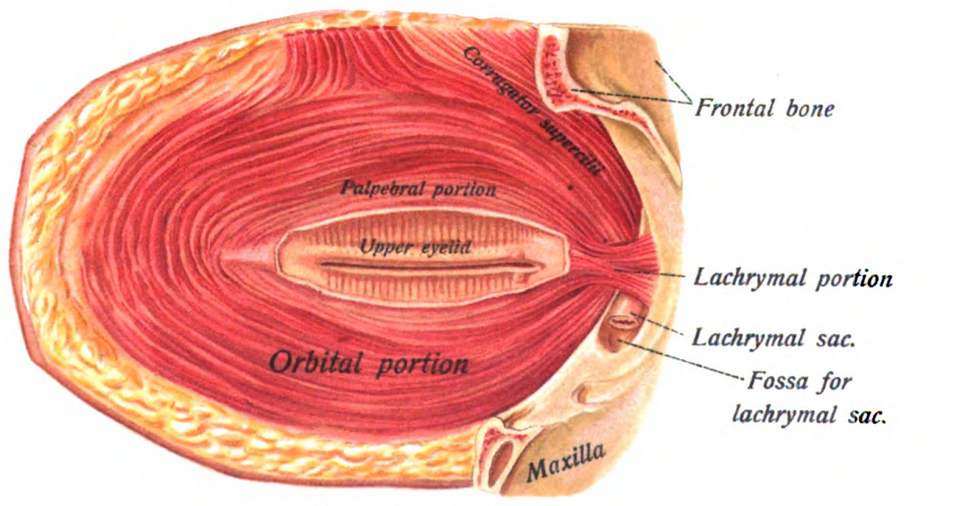 Corrugator supercilii
Frontal bone
Palpebral portion
Upper eyelid
Lachrymal portion
Lachrymal sac.
Orbital portion
Fossa for
lachrymal sac.
Maxilla